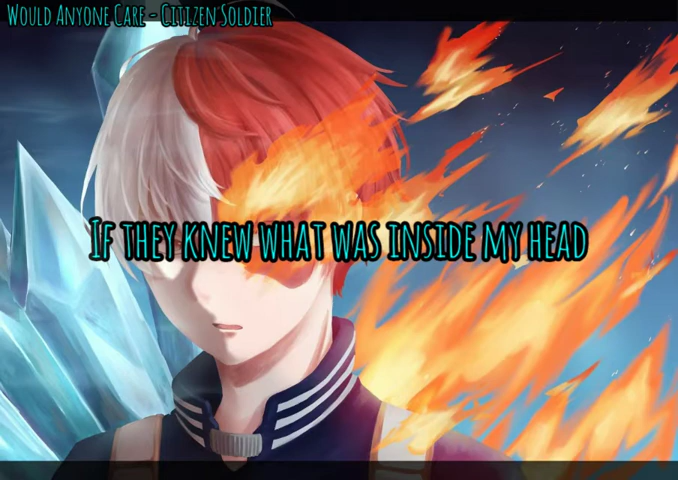 Would Anyone Care - Citizen Soldier
If they knew what was inside my head